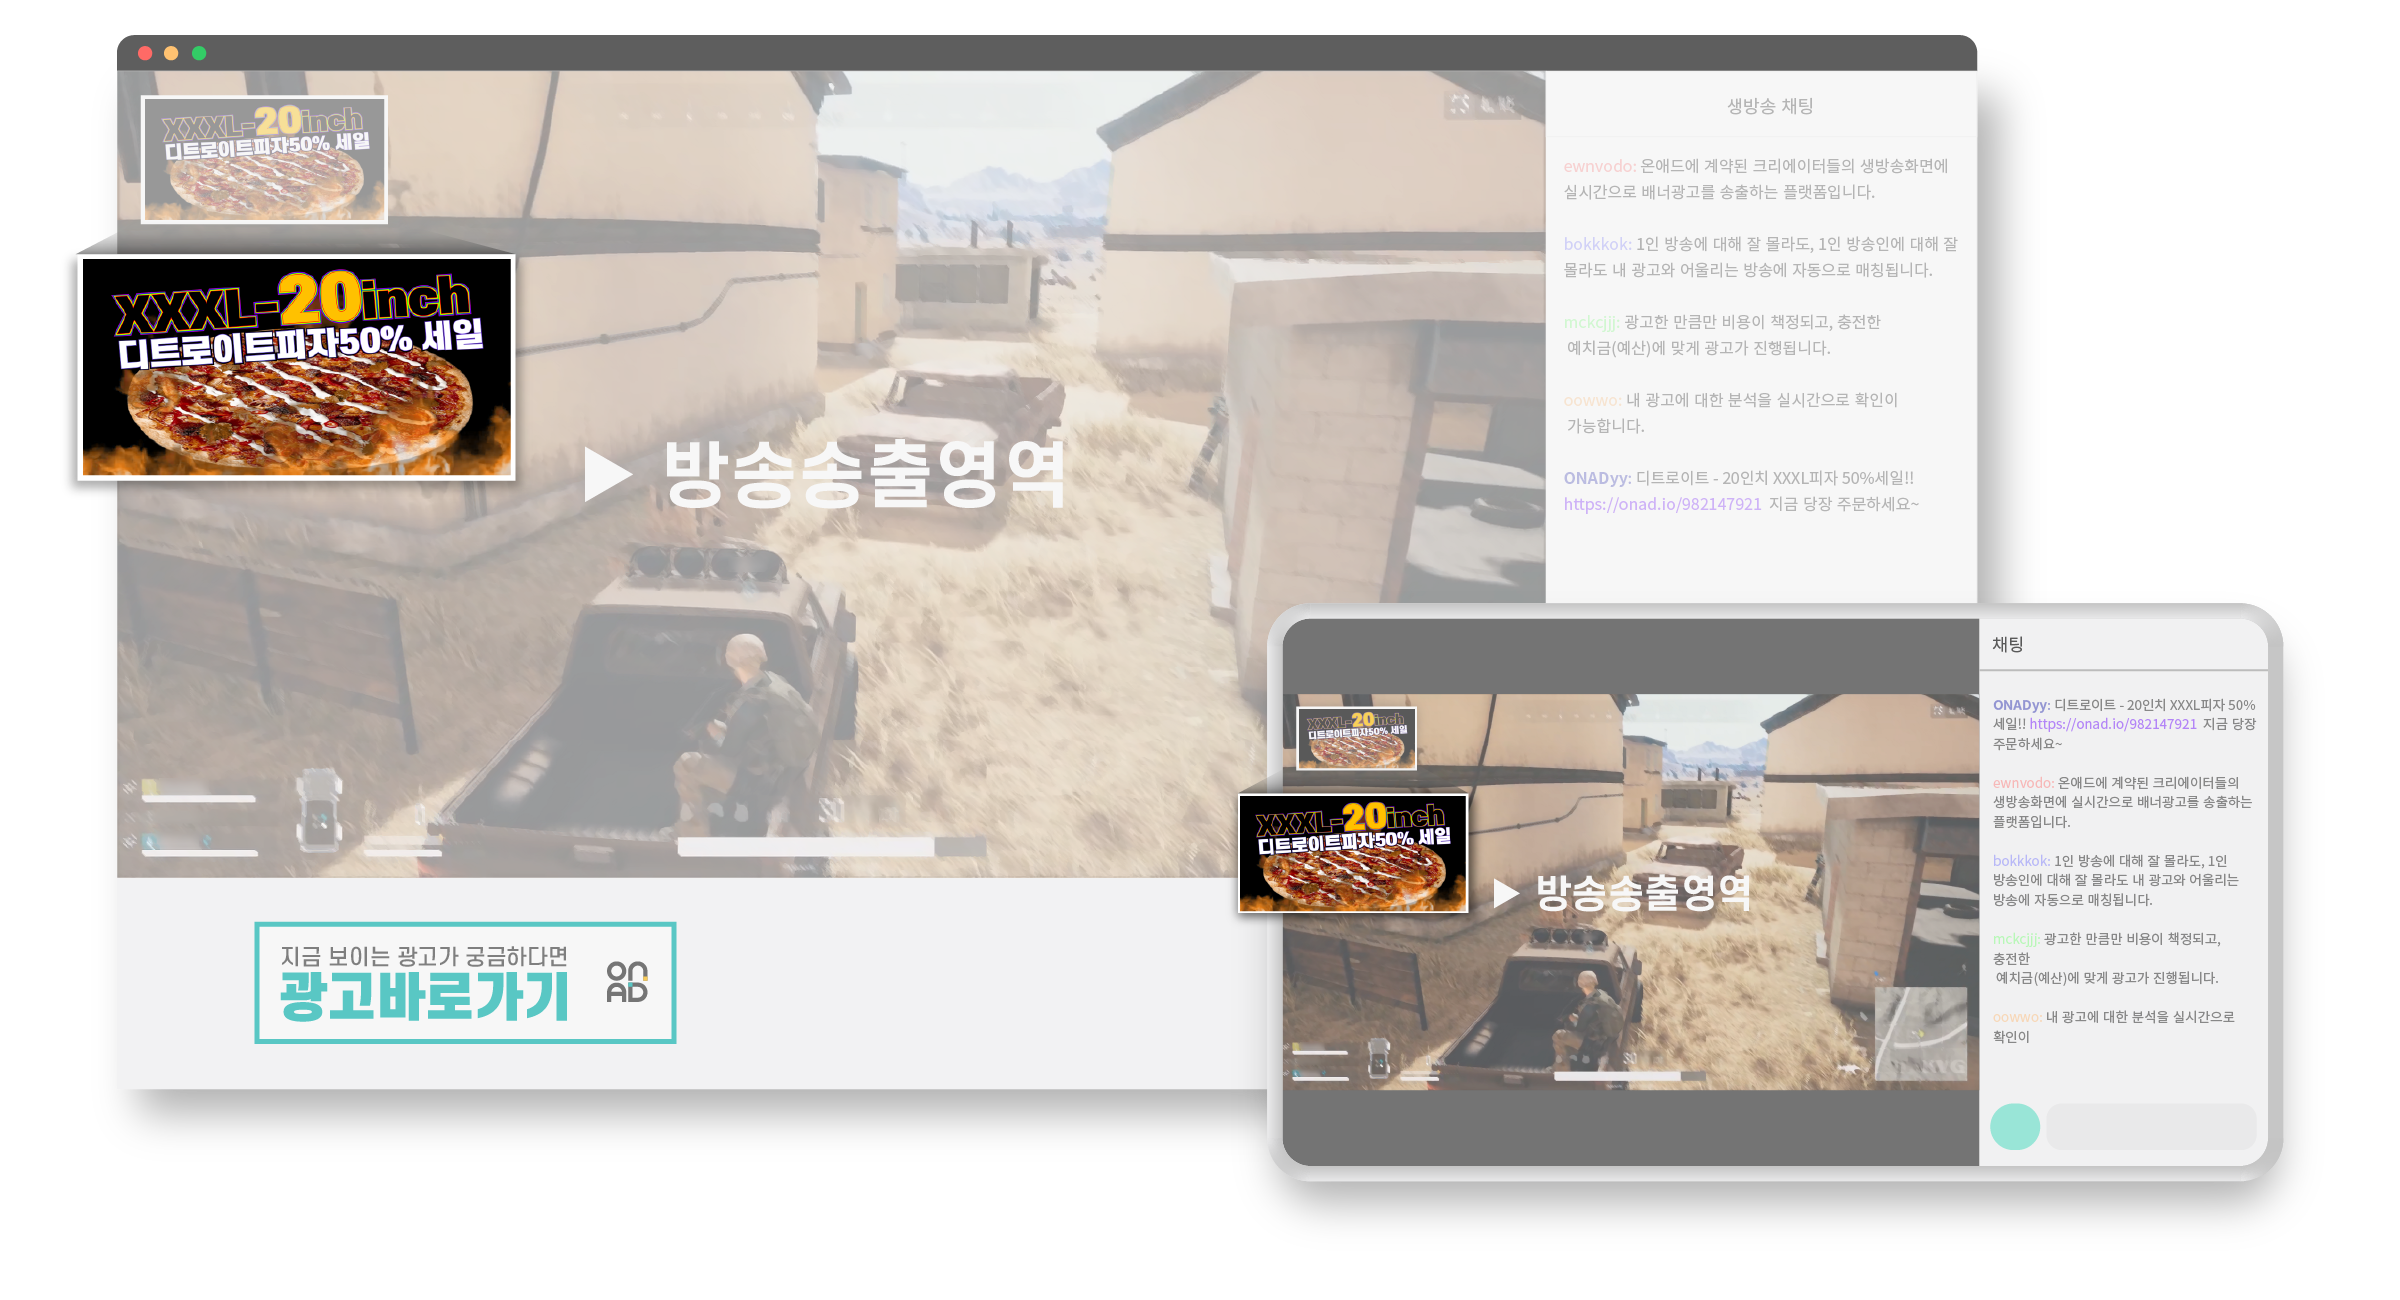 XXXL-20inch
디트로이트피자50% 세일
XXXL-20inch
디트로이트피자50% 세일
방송송출영역
생방송 채팅
ewnvodo: 온애드에 계약된 크리에이터들의 생방송화면에
실시간으로 배너광고를 송출하는 플랫폼입니다.
bokkkok: 1인 방송에 대해 잘 몰라도, 1인 방송인에 대해 잘
몰라도 내 광고와 어울리는 방송에 자동으로 매칭됩니다.
mckcjjj: 광고한 만큼만 비용이 책정되고, 충전한
예치금(예산)에 맞게 광고가 진행됩니다.
oowwo: 내 광고에 대한 분석을 실시간으로 확인이
가능합니다.
ONADyy: 디트로이트 - 20인치 XXXL피자 50%세일!!
https://onad.io/982147921 지금 당장 주문하세요~
지금 보이는 광고가 궁금하다면
광고바로가기
ON
AD
XXXL-20inch
디트로이트피자50% 세일
XXXL-20inch
디트로이트피자50% 세일
방송송출영역
채팅
ONADyy: 디트로이트 - 20인치 XXXL피자 50%
세일!! https://onad.io/982147921 지금 당장
주문하세요~
ewnvodo: 온애드에 계약된 크리에이터들의
생방송화면에 실시간으로 배너광고를 송출하는
플랫폼입니다.
bokkkok: 1인 방송에 대해 잘 몰라도, 1인
방송인에 대해 잘 몰라도 내 광고와 어울리는
방송에 자동으로 매칭됩니다.
mckcjjj: 광고한 만큼만 비용이 책정되고,
충전한
예치금(예산)에 맞게 광고가 진행됩니다.
oowwo: 내 광고에 대한 분석을 실시간으로
확인이